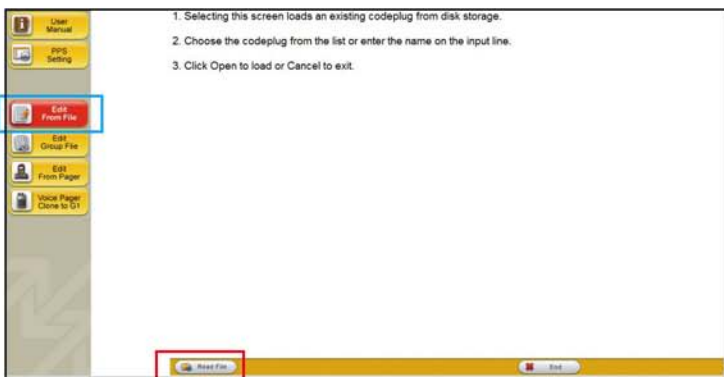 User
Manual
PPS
Setting
Edit
From File
Edit
Group File
Edit
From Pager
Voice Pager
Clone to G1
1. Selecting this screen loads an existing codeplug from disk storage.
2. Choose the codeplug from the list or enter the name on the input line.
3. Click Open to load or Cancel to exit.
Read File
End